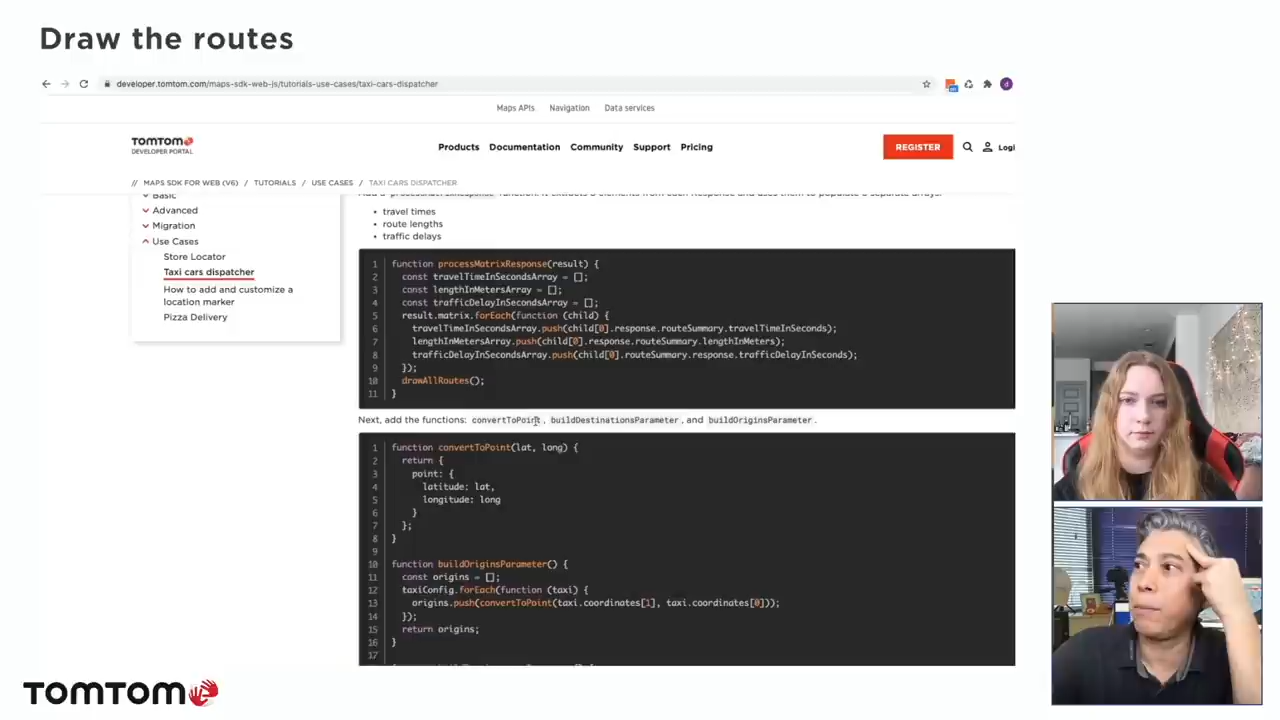 Draw the routes
developer.tomtom.com/maps-sdk-web-js/tutorials-use-cases/taxi-cars-dispatcher
Maps APIs Navigation Data services
TOMTOM
DEVELOPER PORTAL
Products Documentation Community Support Pricing
REGISTER
Logi
// MAPS SDK FOR WEB (V6) / TUTORIALS / USE CASES / TAXI CARS DISPATCHER
Basic
Advanced
Migration
Use Cases
Store Locator
Taxi cars dispatcher
How to add and customize a
location marker
Pizza Delivery
• travel times
• route lengths
• traffic delays
1 function processMatrixResponse(result) {
2 const travelTimeInSecondsArray = [];
3 const lengthInMetersArray = [];
4 const trafficDelayInSecondsArray = [];
5 result.matrix.forEach(function (child) {
6 travelTimeInSecondsArray.push(child[0].response.routeSummary.travelTimeInSeconds);
7 lengthInMetersArray.push(child[0].response.routeSummary.lengthInMeters);
8 trafficDelayInSecondsArray.push(child[0].routeSummary.response.trafficDelayInSeconds);
9 });
10 drawAllRoutes();
11 }
Next, add the functions: convertToPoint, buildDestinationsParameter, and buildOriginsParameter.
1 function convertToPoint(lat, long) {
2 return {
3 point: {
4 latitude: lat,
5 longitude: long
6 }
7 };
8 }
9
10 function buildOriginsParameter() {
11 const origins = [];
12 taxiConfig.forEach(function (taxi) {
13 origins.push(convertToPoint(taxi.coordinates[1], taxi.coordinates[0]));
14 });
15 return origins;
16 }
17
TOMTOM